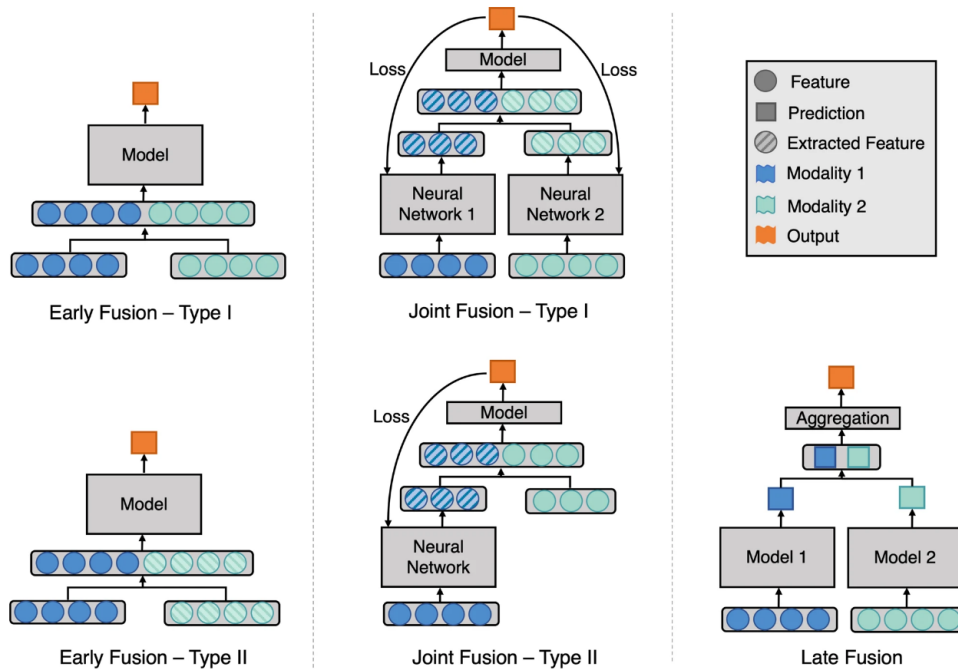 Model
Early Fusion – Type I
Loss
Model
Loss
Neural
Network 1
Neural
Network 2
Joint Fusion – Type I
Feature
Prediction
Extracted Feature
Modality 1
Modality 2
Output
Model
Early Fusion – Type II
Loss
Model
Neural
Network
Joint Fusion – Type II
Aggregation
Model 1
Model 2
Late Fusion